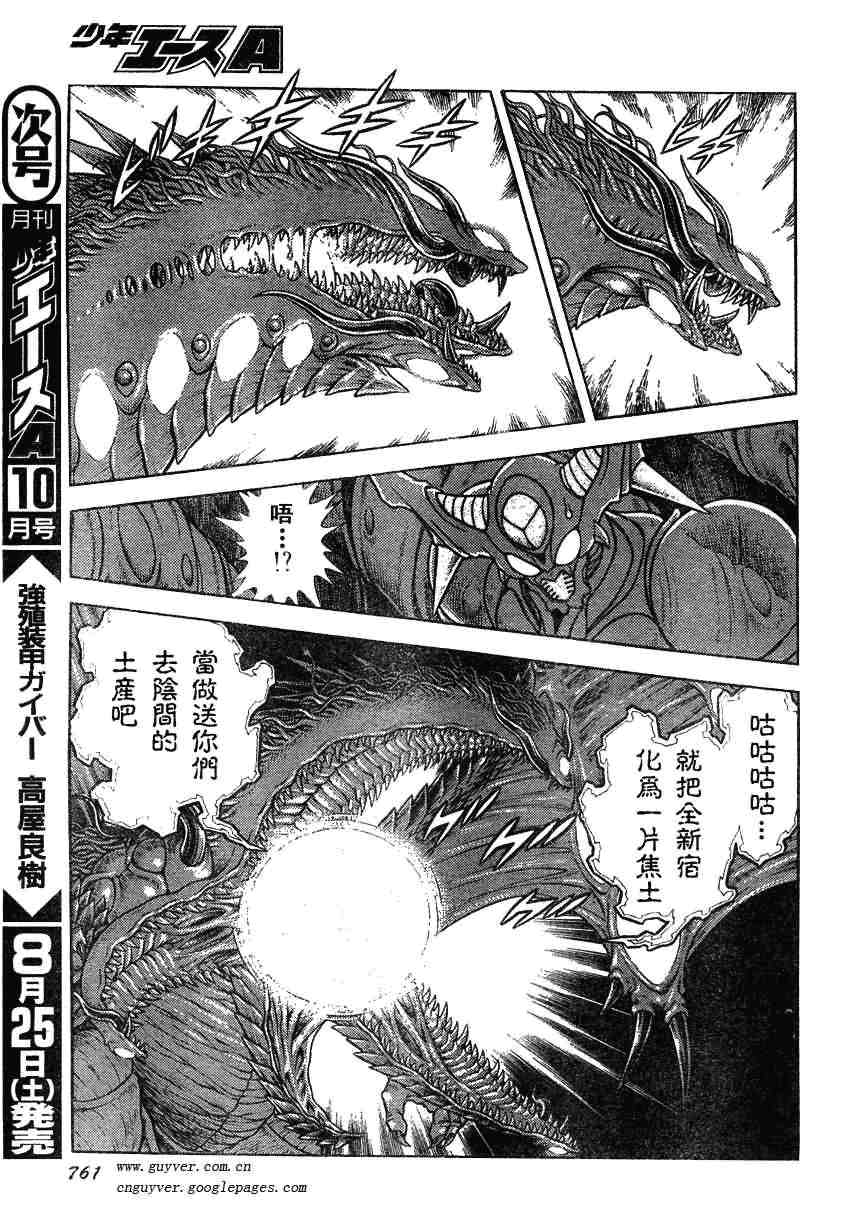 少年エースA
次号
月刊
少年エースA
10
月号
強殖装甲ガイバー 高屋良樹
8月25日(土)発売
唔…
!?
咕咕咕咕…
就把全新宿
化爲一片焦土
當做送你們
去陰間的
土産吧
761
www.guyver.com.cn
cnguyver.googlepages.com